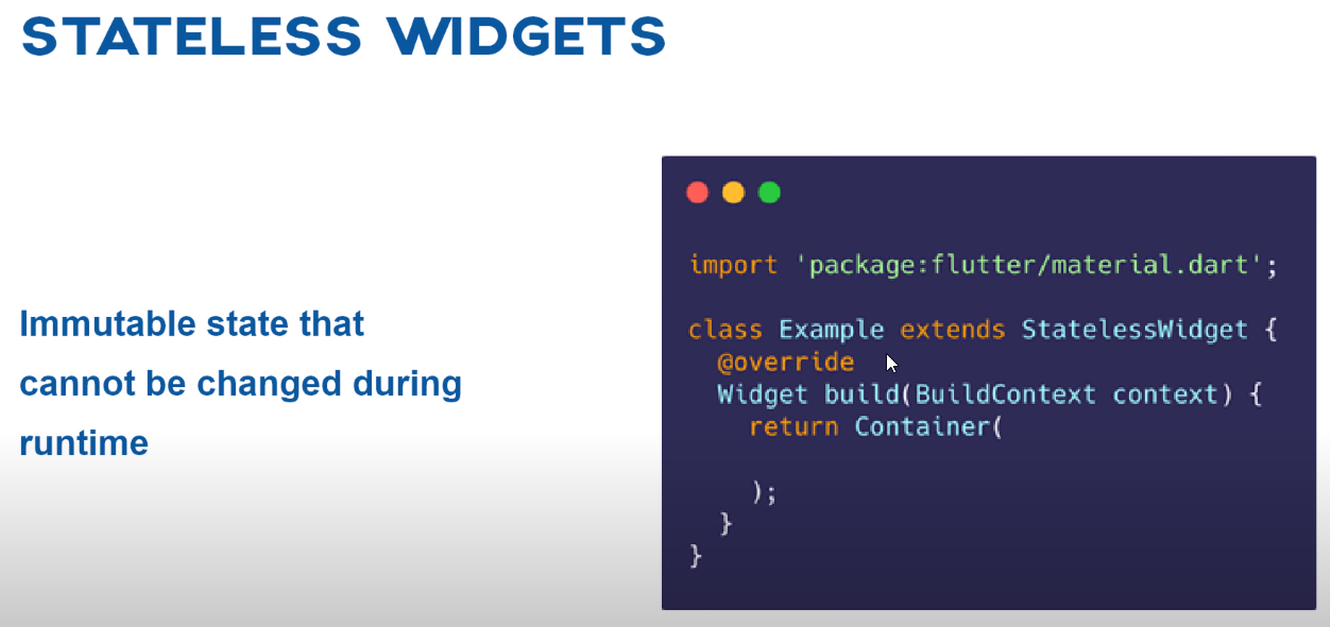 STATELESS WIDGETS
Immutable state that
cannot be changed during
runtime
import 'package:flutter/material.dart';
class Example extends StatelessWidget {
@override
Widget build(BuildContext context) {
return Container(
);
}
}